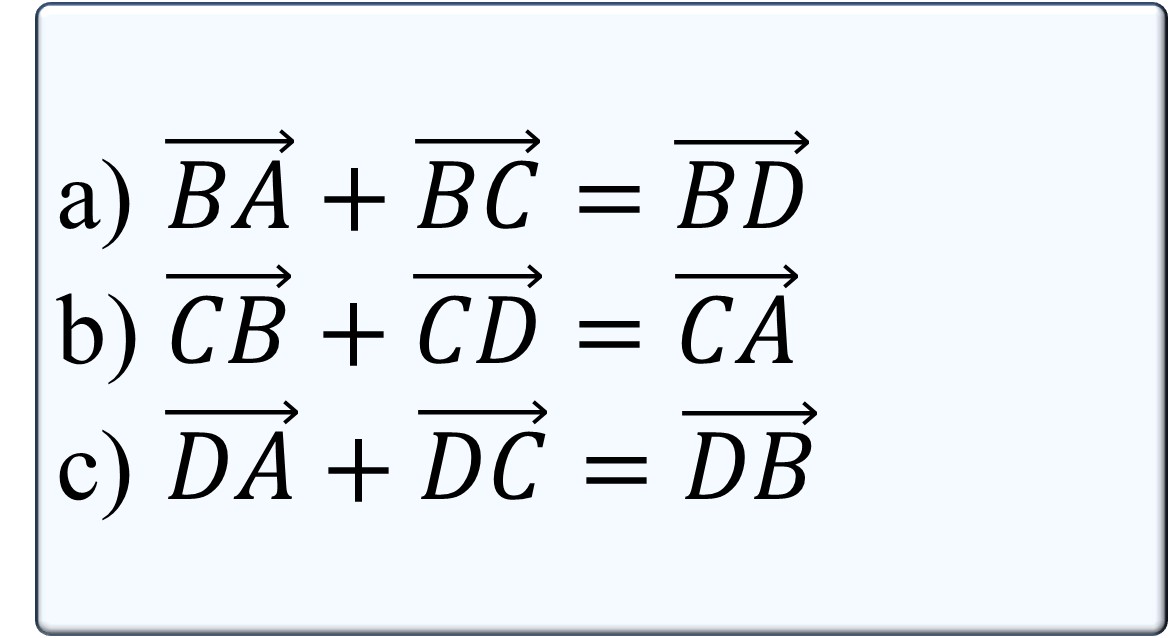 a) $\overrightarrow{BA} + \overrightarrow{BC} = \overrightarrow{BD}$
b) $\overrightarrow{CB} + \overrightarrow{CD} = \overrightarrow{CA}$
c) $\overrightarrow{DA} + \overrightarrow{DC} = \overrightarrow{DB}$